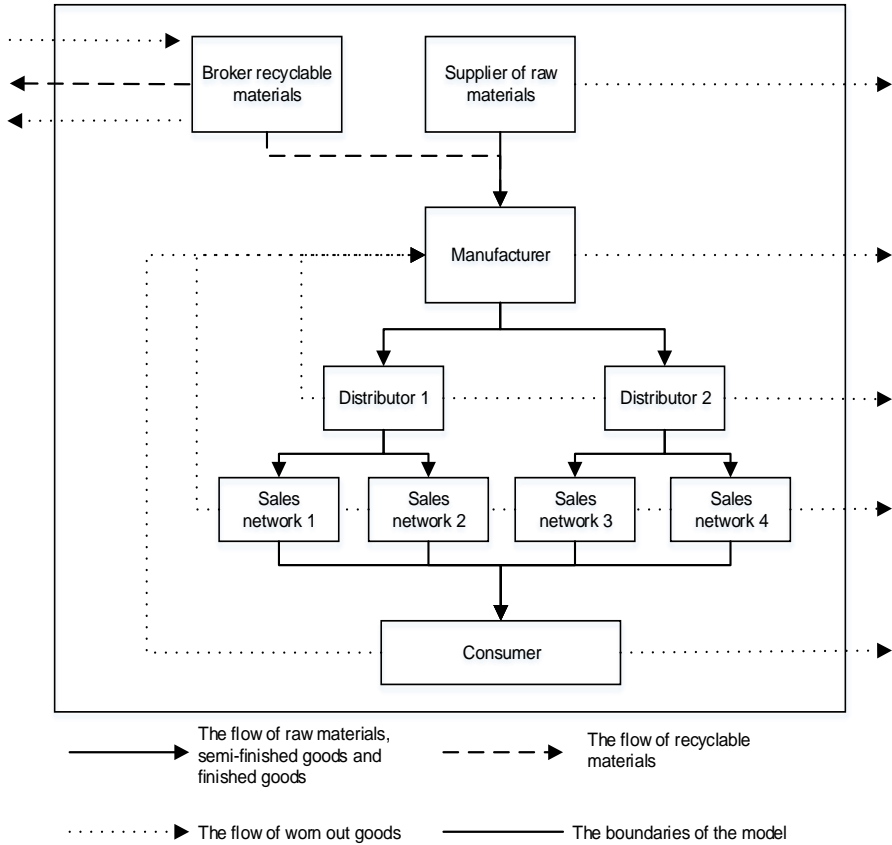 Broker recyclable
materials
Supplier of raw
materials
Manufacturer
Distributor 1
Distributor 2
Sales
network 1
Sales
network 2
Sales
network 3
Sales
network 4
Consumer
The flow of raw materials,
semi-finished goods and
finished goods
The flow of recyclable
materials
The flow of worn out goods
The boundaries of the model